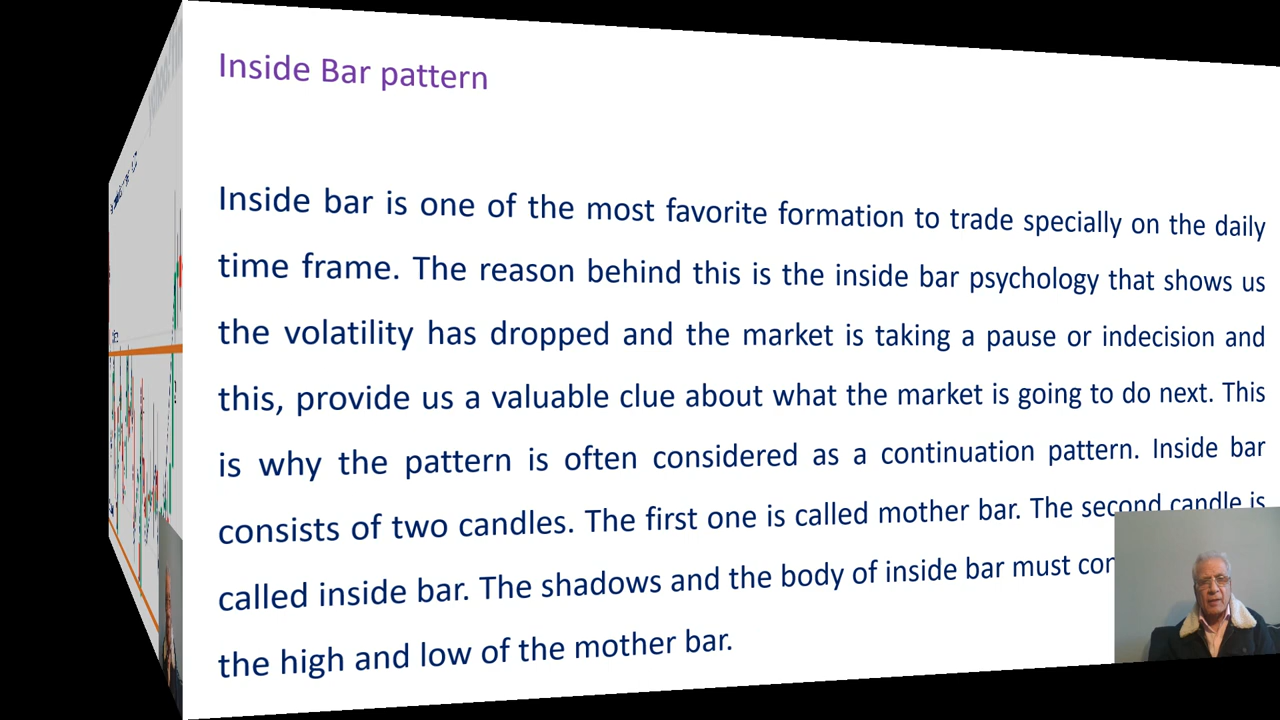 Inside Bar pattern
Inside bar is one of the most favorite formation to trade specially on the daily
time frame. The reason behind this is the inside bar psychology that shows us
the volatility has dropped and the market is taking a pause or indecision and
this, provide us a valuable clue about what the market is going to do next. This
is why the pattern is often considered as a continuation pattern. Inside bar
consists of two candles. The first one is called mother bar. The second candle is
called inside bar. The shadows and the body of inside bar must
the high and low of the mother bar.